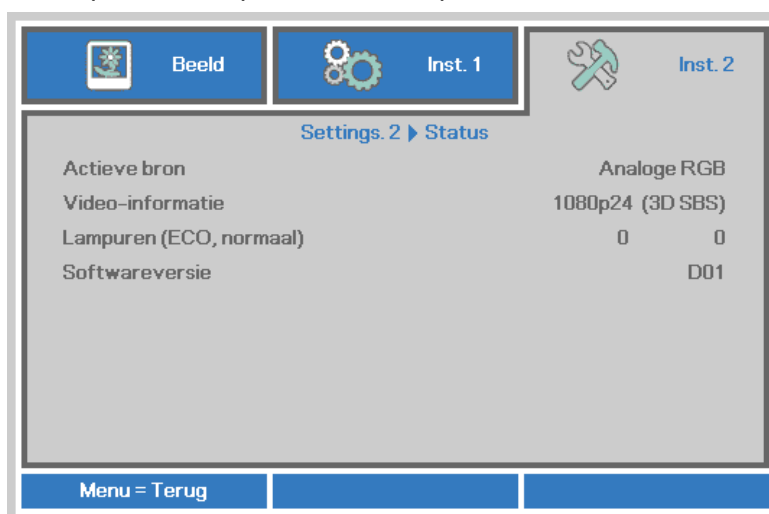 Beeld
Inst. 1
Inst. 2
Settings. 2 ▶ Status
Actieve bron Analoge RGB
Video-informatie 1080p24 (3D SBS)
Lampuren (ECO, normaal) 0 0
Softwareversie D01
Menu = Terug